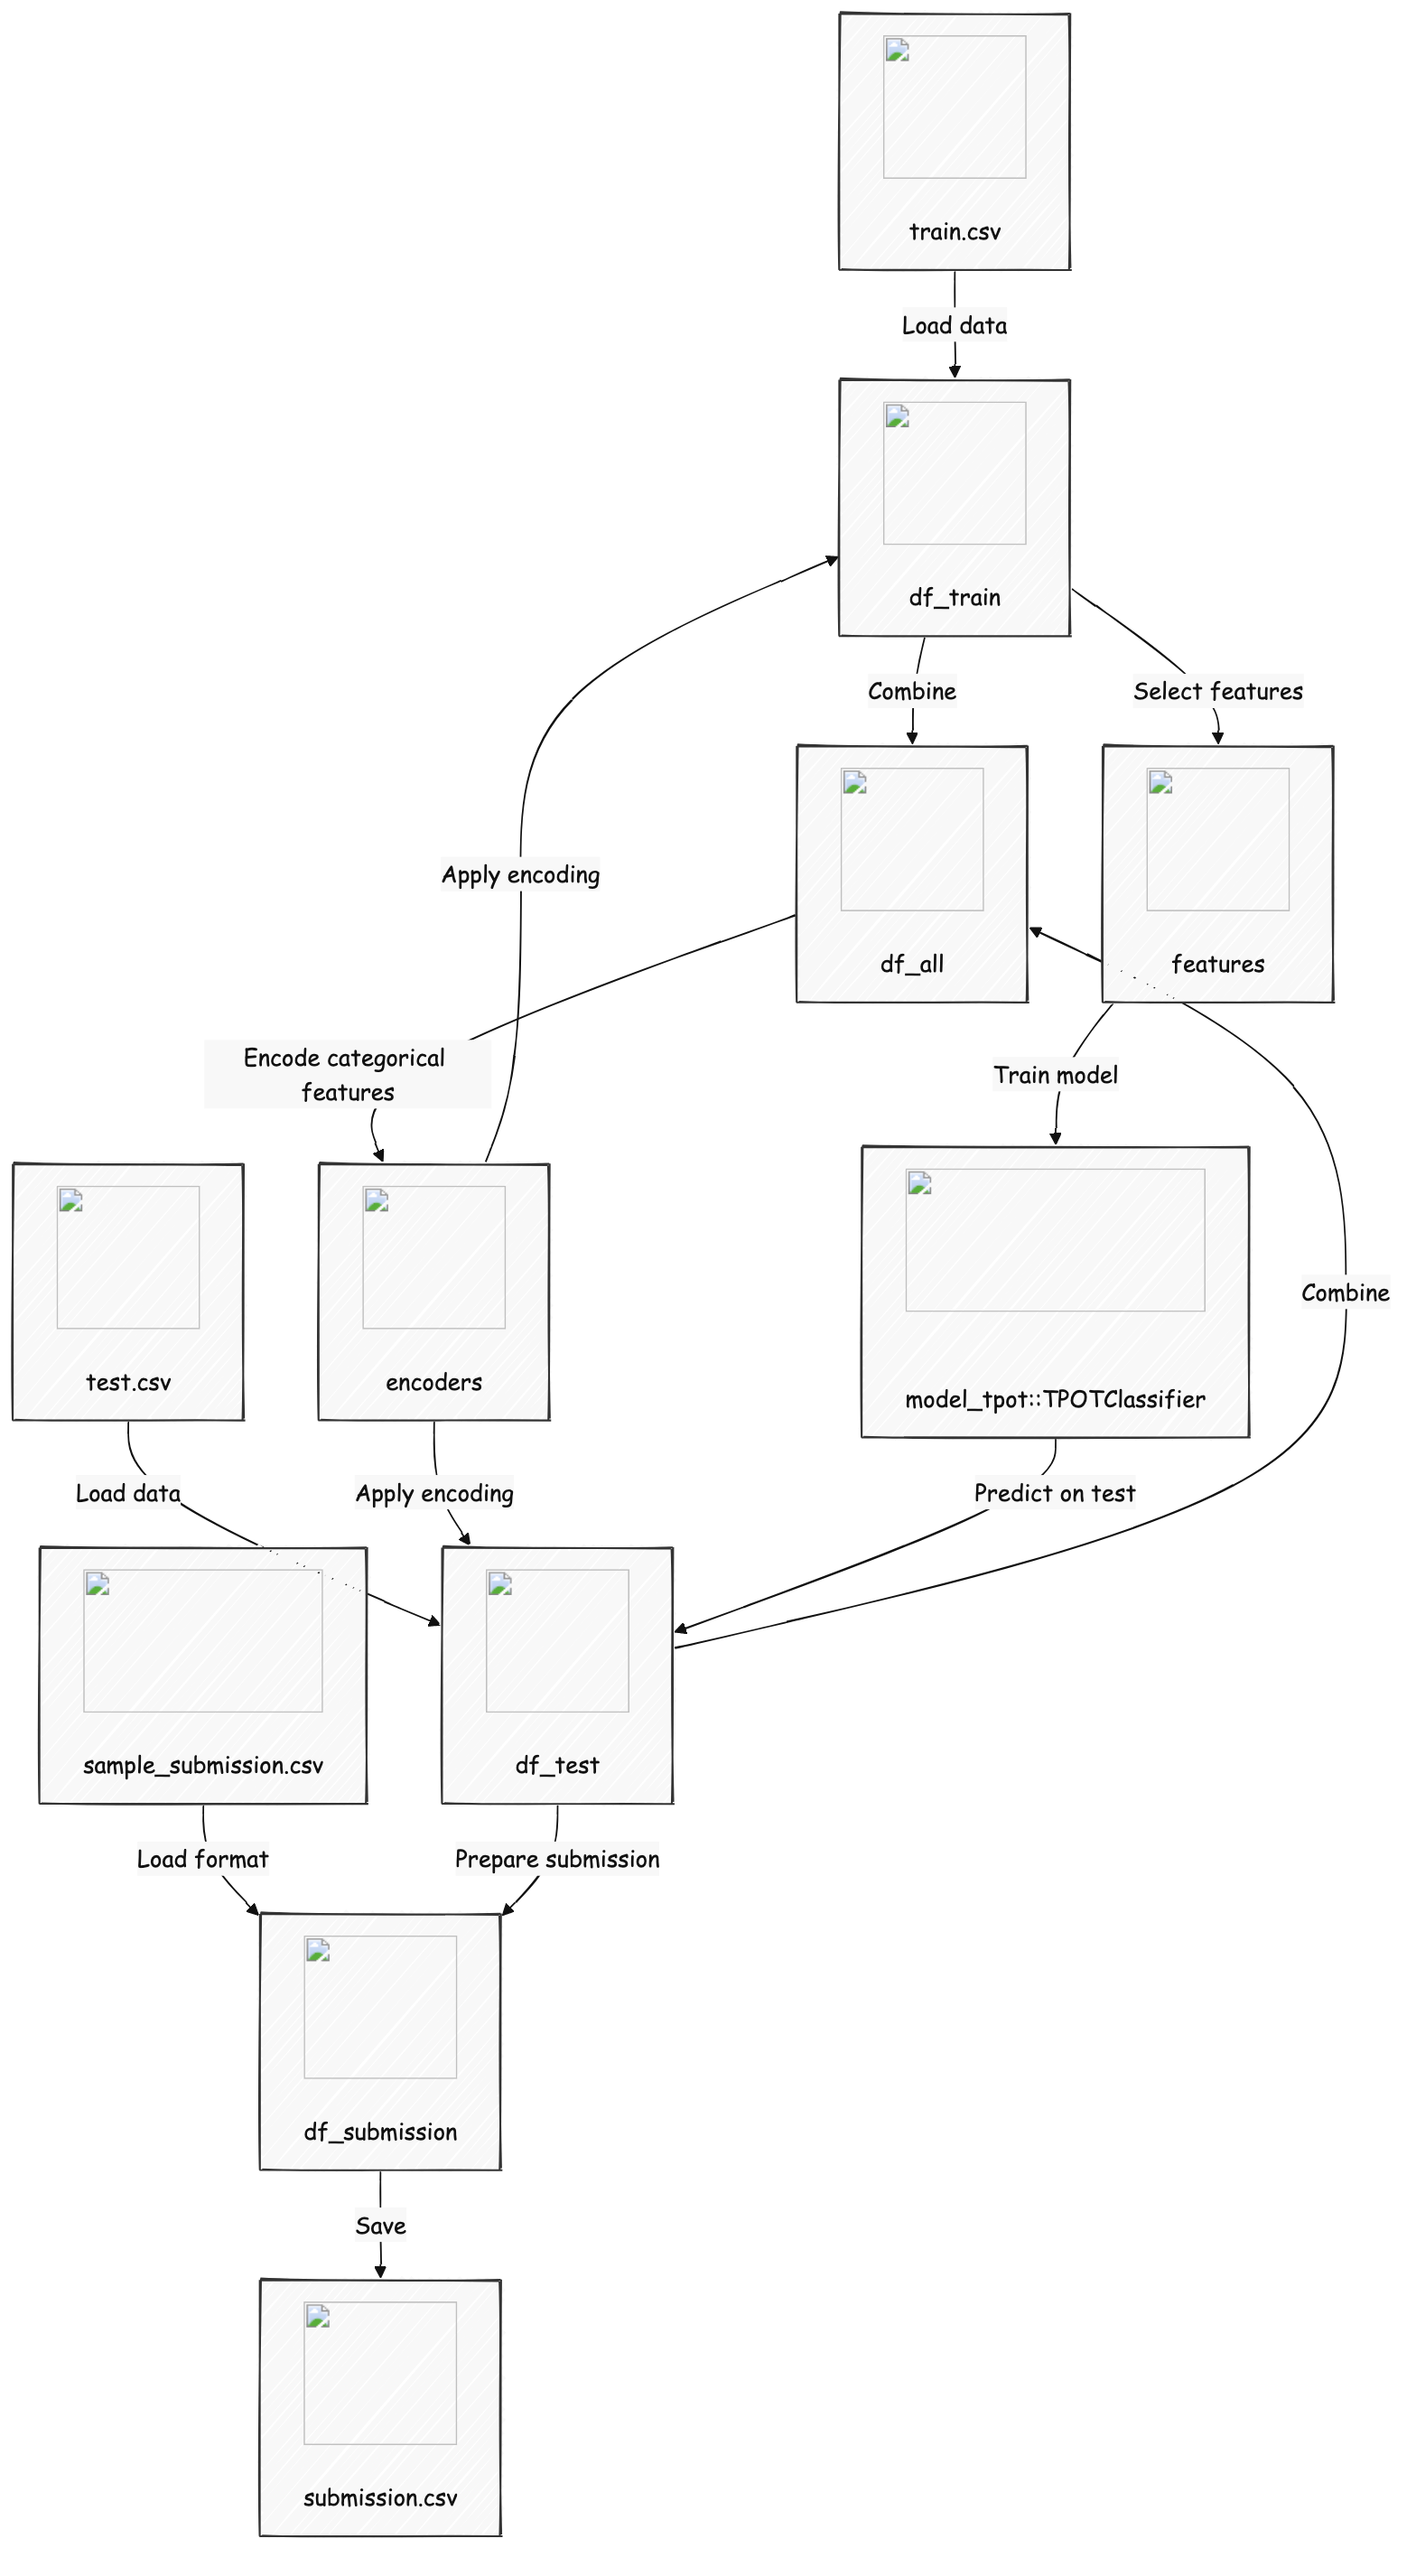 train.csv
Load data
df_train
Combine
Select features
Apply encoding
df_all
features
Encode categorical
features
Train model
test.csv
encoders
model_tpot::TPOTClassifier
Combine
Load data
Apply encoding
Predict on test
sample_submission.csv
df_test
Load format
Prepare submission
df_submission
Save
submission.csv